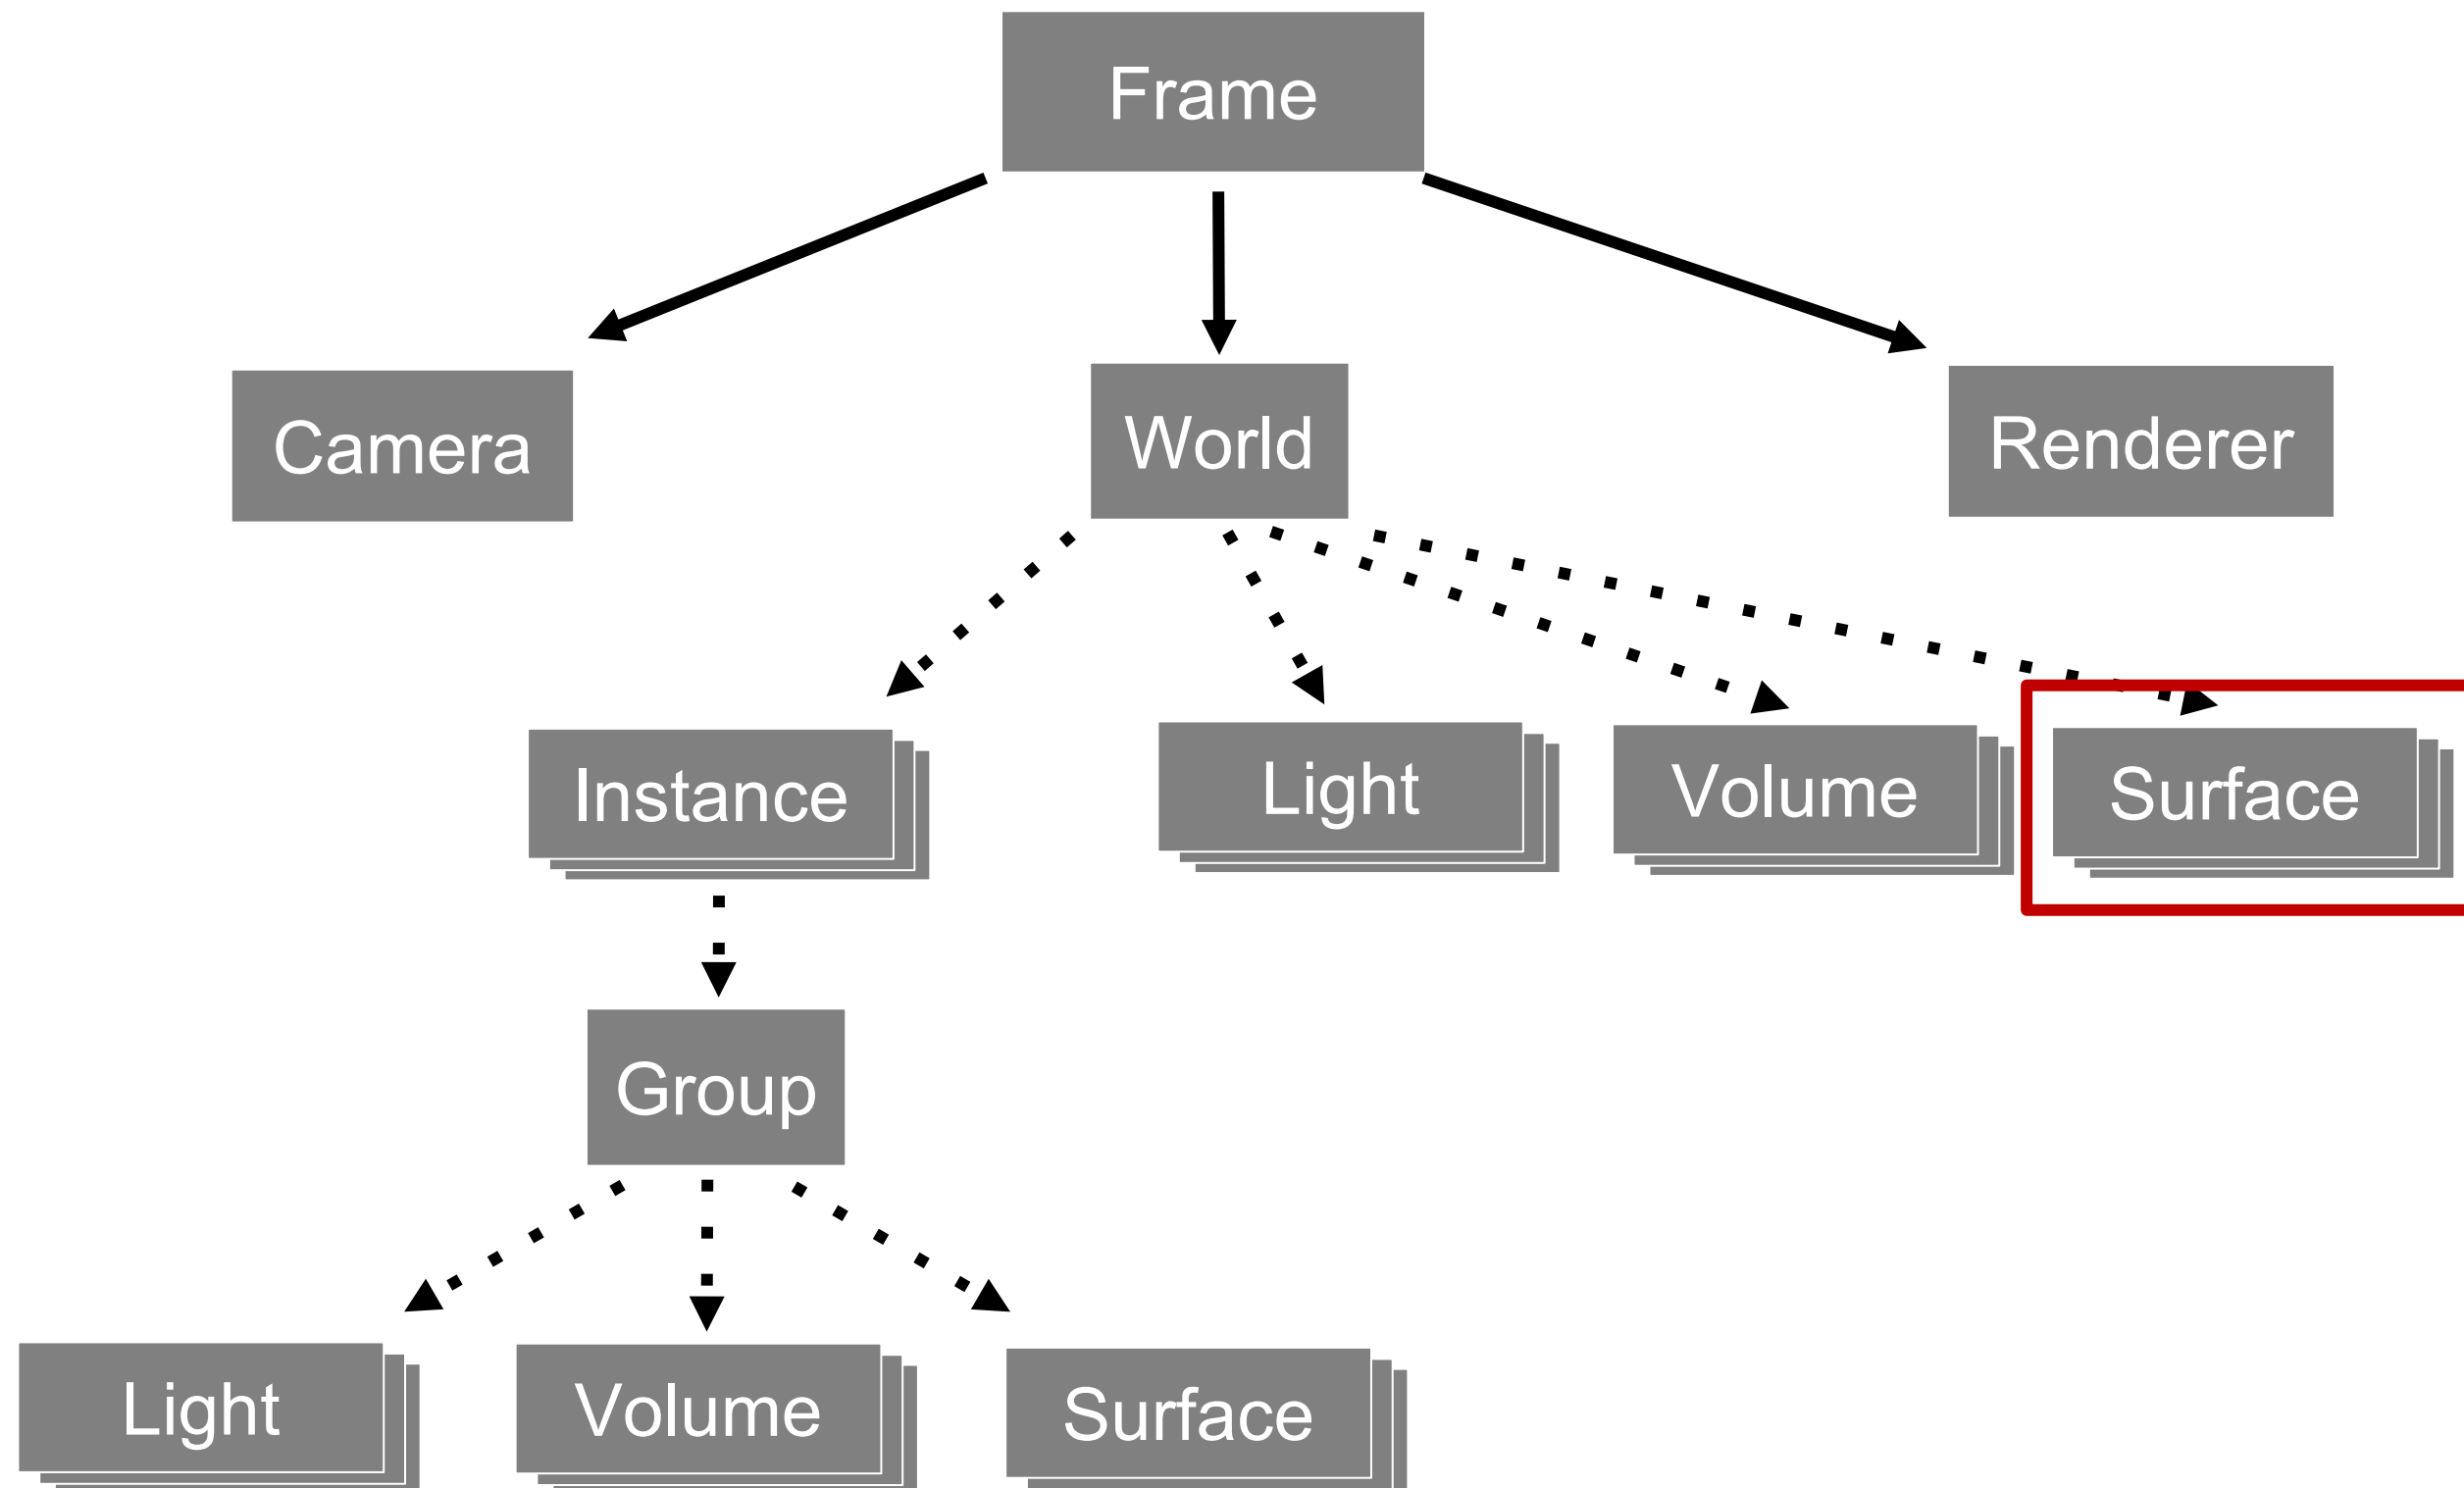 Frame
Camera
World
Renderer
Instance
Light
Volume
Surface
Group
Light
Volume
Surface